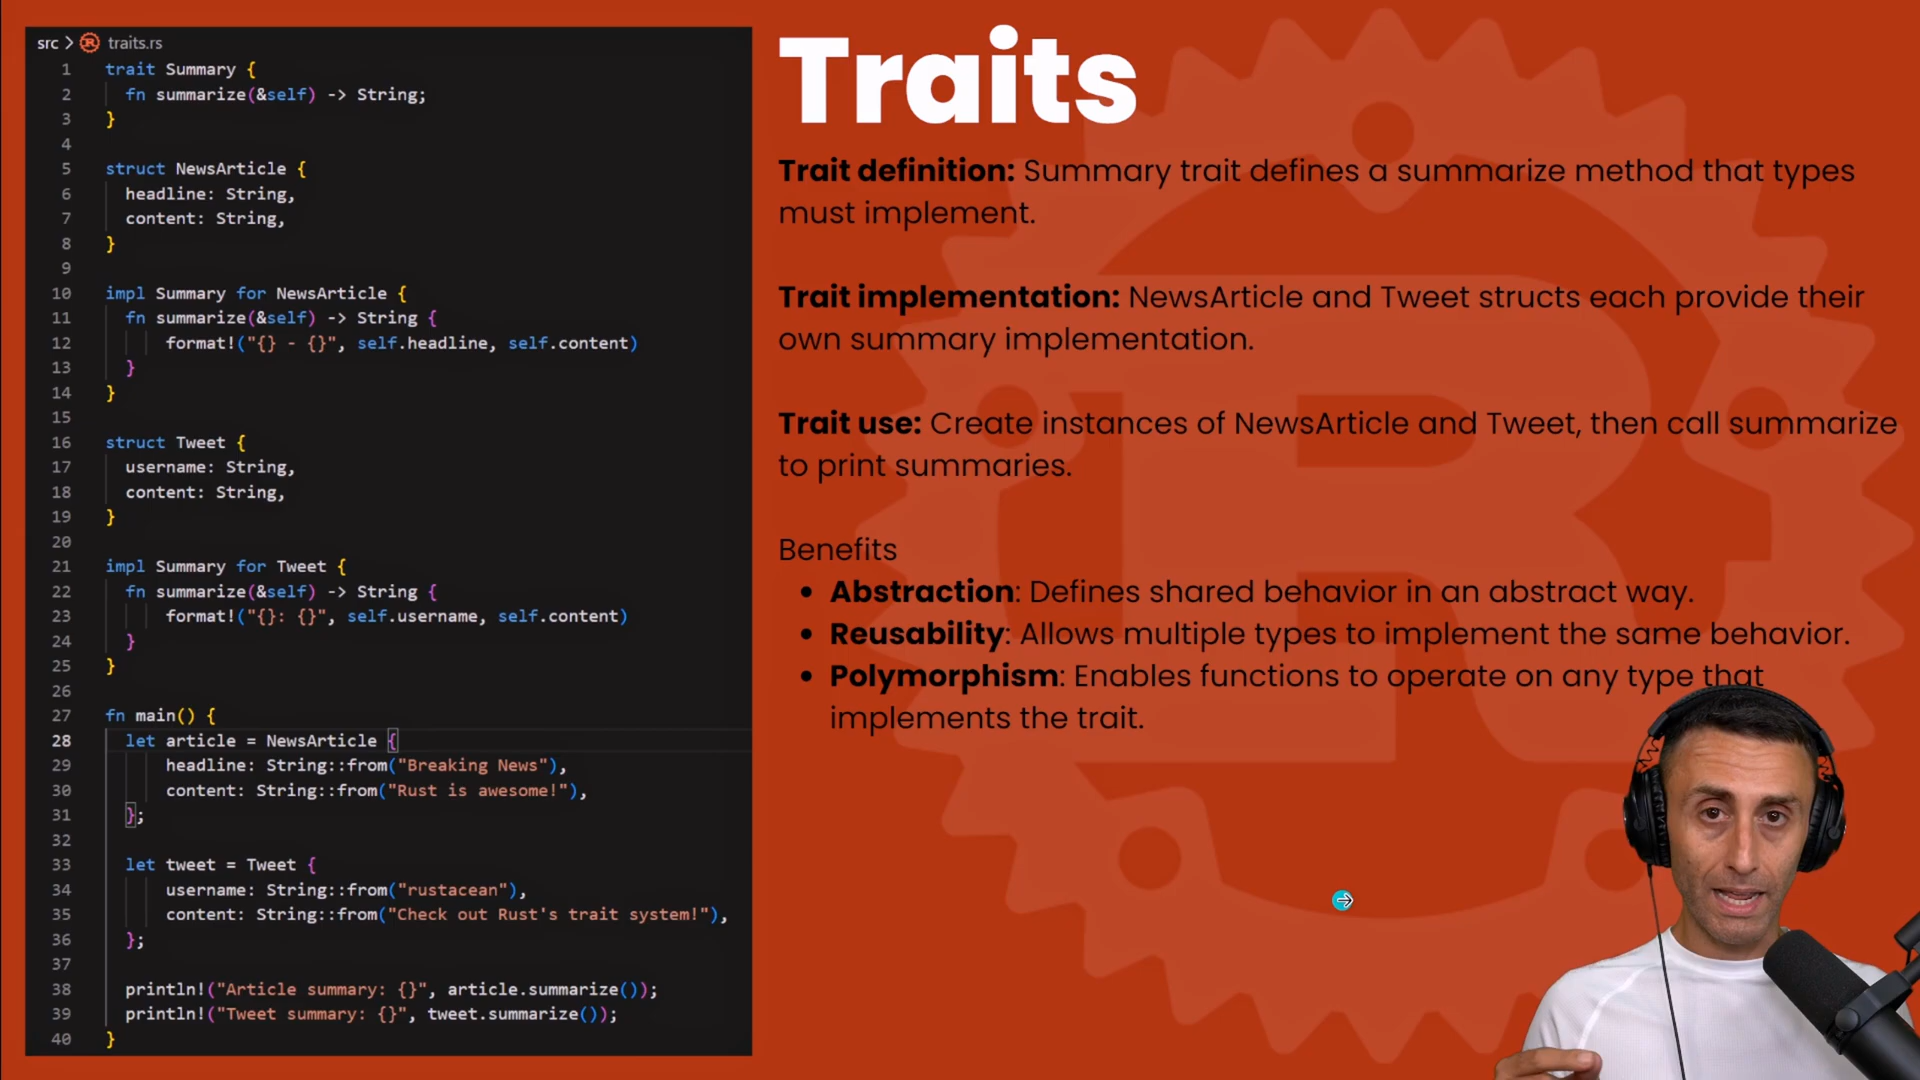 src > traits.rs
1 trait Summary {
2 fn summarize(&self) -> String;
3 }
4
5 struct NewsArticle {
6 headline: String,
7 content: String,
8 }
9
10 impl Summary for NewsArticle {
11 fn summarize(&self) -> String {
12 format!("{} - {}", self.headline, self.content)
13 }
14 }
15
16 struct Tweet {
17 username: String,
18 content: String,
19 }
20
21 impl Summary for Tweet {
22 fn summarize(&self) -> String {
23 format!("{}: {}", self.username, self.content)
24 }
25 }
26
27 fn main() {
28 let article = NewsArticle {
29 headline: String::from("Breaking News"),
30 content: String::from("Rust is awesome!"),
31 };
32
33 let tweet = Tweet {
34 username: String::from("rustacean"),
35 content: String::from("Check out Rust's trait system!"),
36 };
37
38 println!("Article summary: {}", article.summarize());
39 println!("Tweet summary: {}", tweet.summarize());
40 }
Traits
Trait definition: Summary trait defines a summarize method that types
must implement.
Trait implementation: NewsArticle and Tweet structs each provide their
own summary implementation.
Trait use: Create instances of NewsArticle and Tweet, then call summarize
to print summaries.
Benefits
• Abstraction: Defines shared behavior in an abstract way.
• Reusability: Allows multiple types to implement the same behavior.
• Polymorphism: Enables functions to operate on any type that
implements the trait.